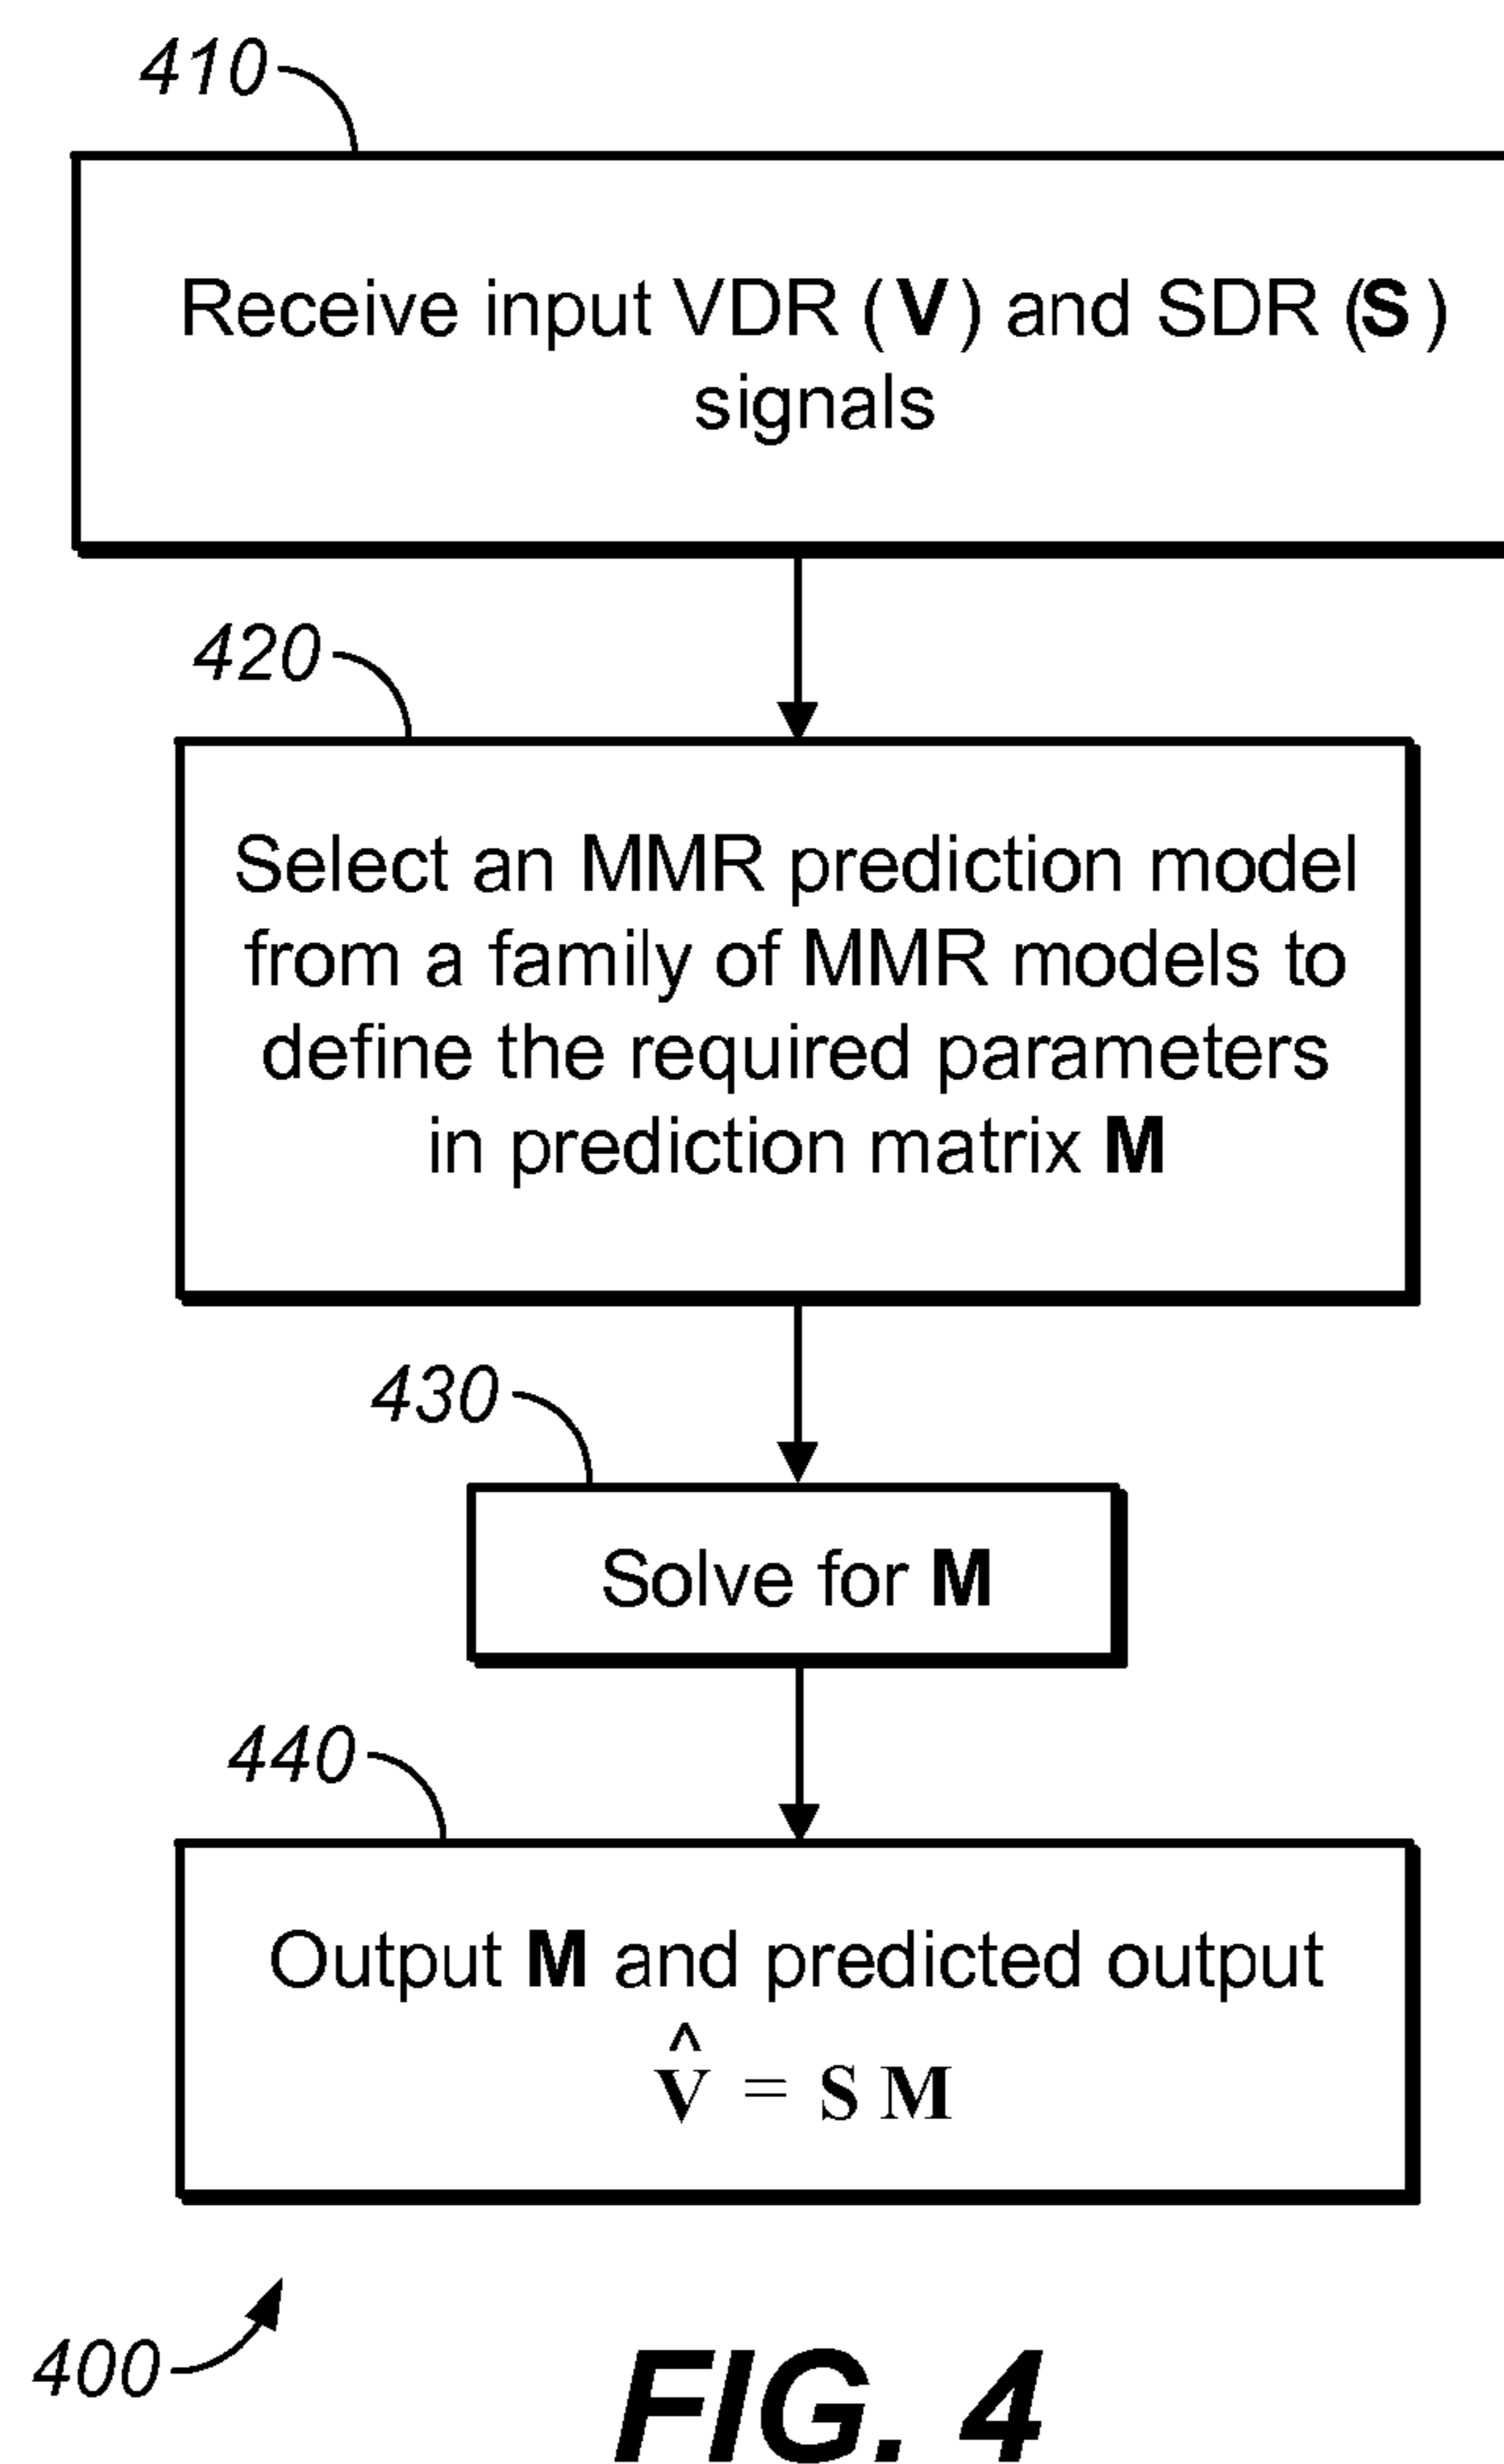 410
Receive input VDR (V) and SDR (S)
signals
420
Select an MMR prediction model
from a family of MMR models to
define the required parameters
in prediction matrix M
430
Solve for M
440
Output M and predicted output
V̂ = S M
400
FIG. 4